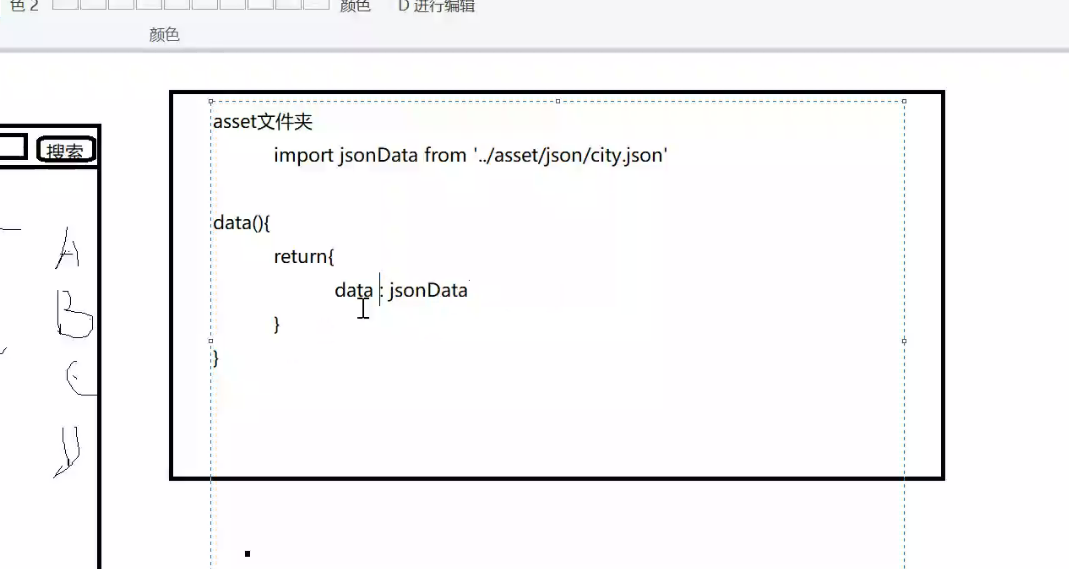 色 2
颜色
D 进行编辑
颜色
搜索
A
B
C
D
asset文件夹
import jsonData from '../asset/json/city.json'
data(){
return{
data : jsonData
}
}